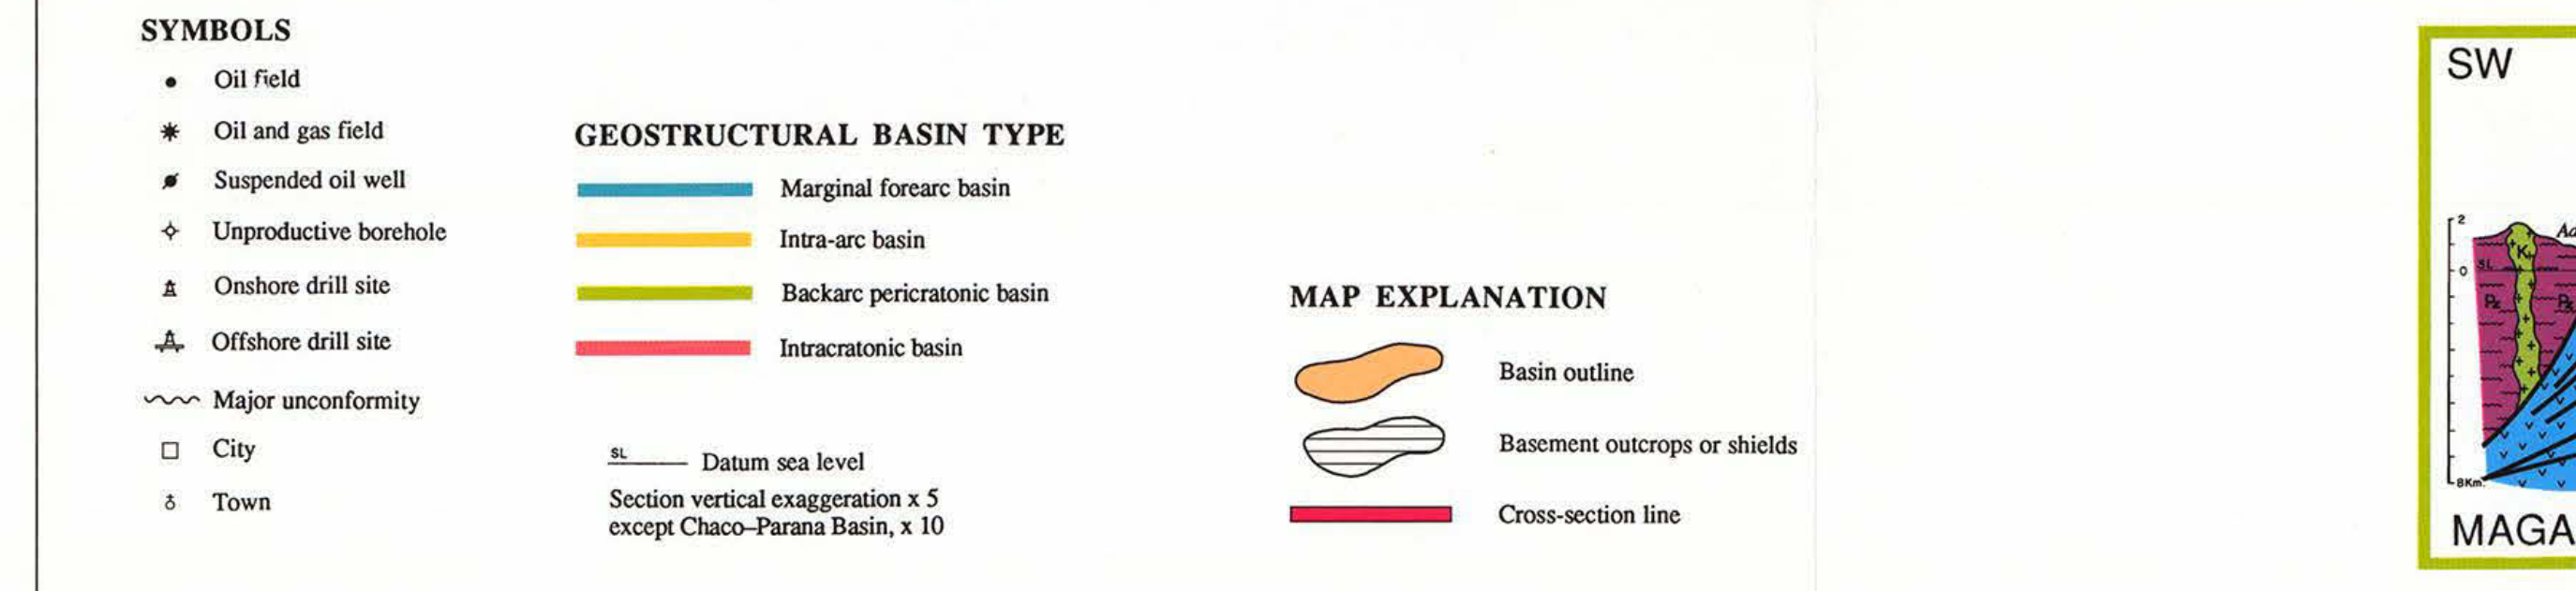 SYMBOLS
Oil field
Oil and gas field
Suspended oil well
Unproductive borehole
Onshore drill site
Offshore drill site
Major unconformity
City
Town
GEOSTRUCTURAL BASIN TYPE
Marginal forearc basin
Intra-arc basin
Backarc pericratonic basin
Intracratonic basin
SL Datum sea level
Section vertical exaggeration x 5
except Chaco–Parana Basin, x 10
MAP EXPLANATION
Basin outline
Basement outcrops or shields
Cross-section line
SW
2
K
0
SL
8Km.
MAGA